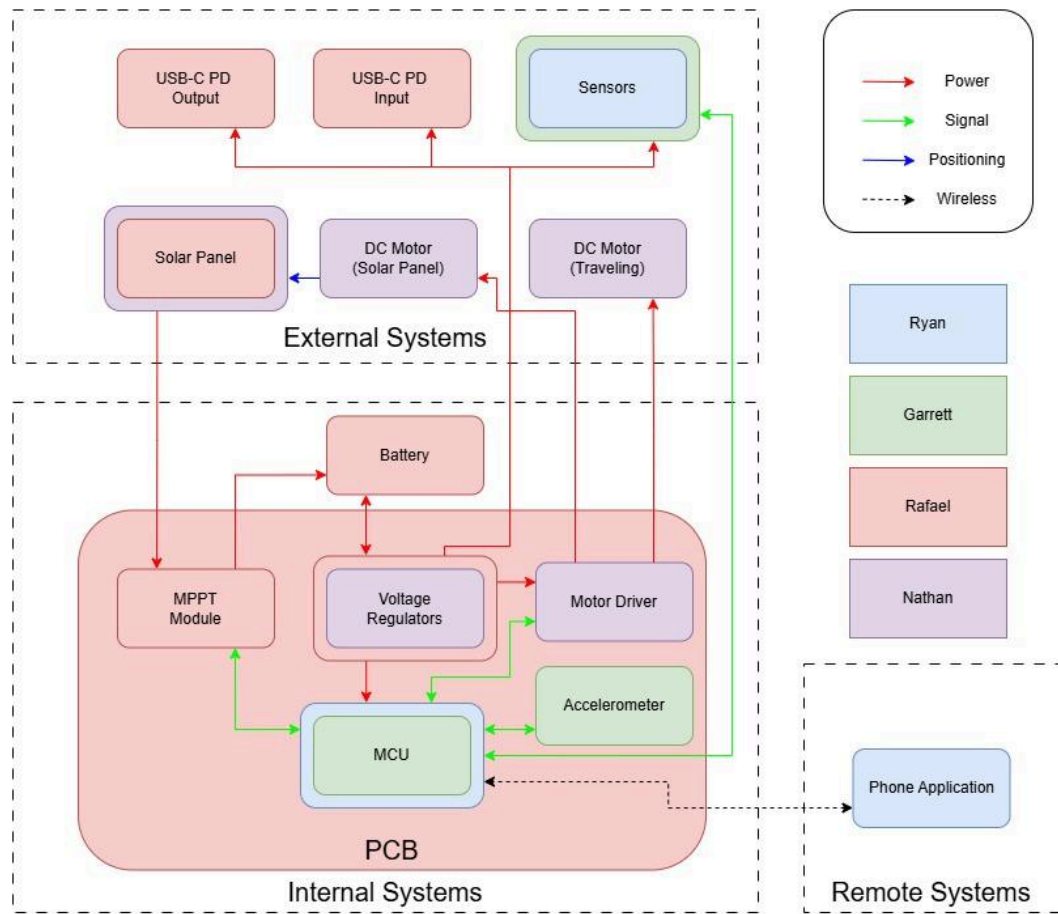 USB-C PD
Output
USB-C PD
Input
Sensors
Power
Signal
Positioning
Wireless
Solar Panel
DC Motor
(Solar Panel)
DC Motor
(Traveling)
External Systems
Ryan
Garrett
Rafael
Nathan
Battery
MPPT
Module
Voltage
Regulators
Motor Driver
Accelerometer
MCU
PCB
Internal Systems
Phone Application
Remote Systems